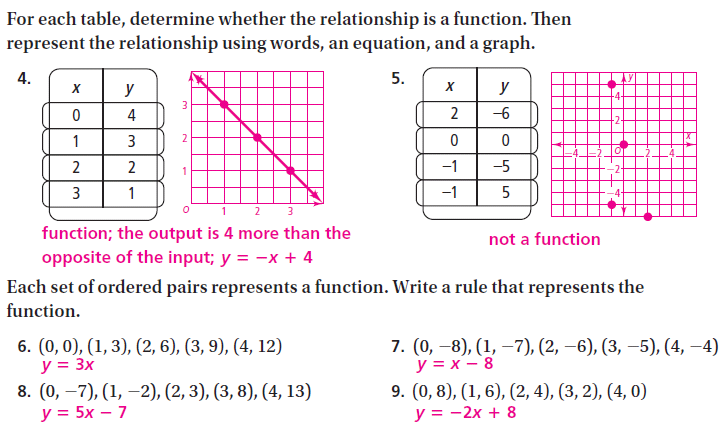 For each table, determine whether the relationship is a function. Then
represent the relationship using words, an equation, and a graph.
4.
x y
0 4
1 3
2 2
3 1
3
2
1
0 1 2 3
function; the output is 4 more than the
opposite of the input; y = −x + 4
5.
x y
2 −6
0 0
−1 −5
−1 5
y
4
2
x
−4 −2 0 2 4
−2
−4
not a function
Each set of ordered pairs represents a function. Write a rule that represents the
function.
6. (0, 0), (1, 3), (2, 6), (3, 9), (4, 12)
y = 3x
7. (0, −8), (1, −7), (2, −6), (3, −5), (4, −4)
y = x − 8
8. (0, −7), (1, −2), (2, 3), (3, 8), (4, 13)
y = 5x − 7
9. (0, 8), (1, 6), (2, 4), (3, 2), (4, 0)
y = −2x + 8